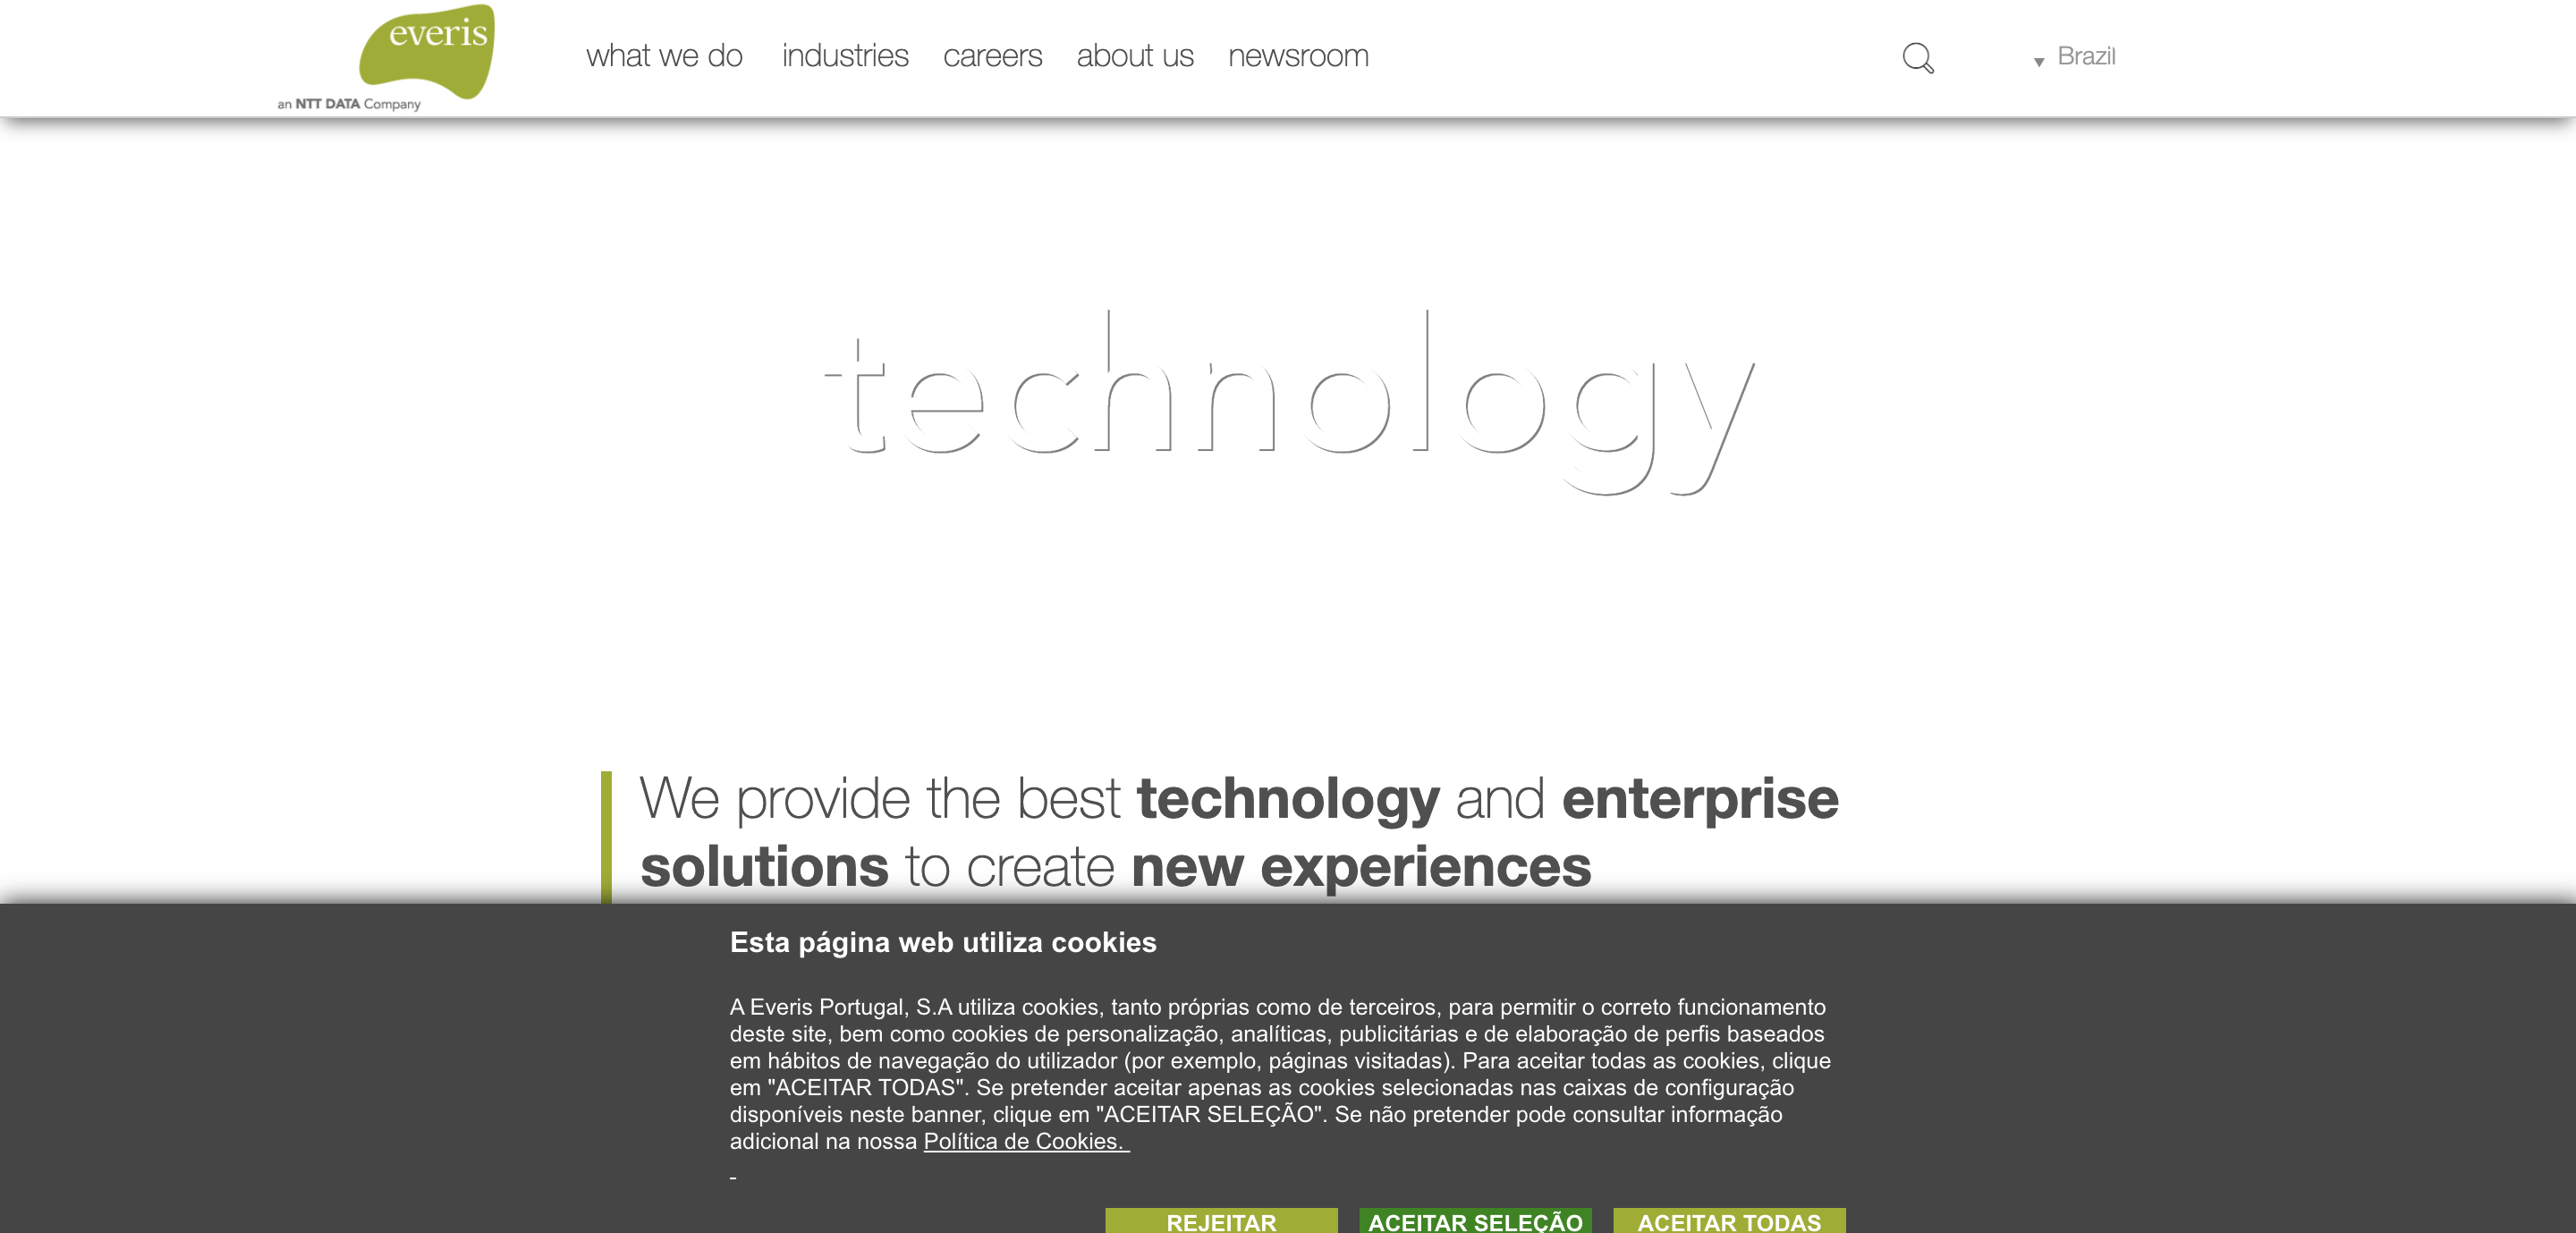 everis
an NTT DATA Company
what we do industries careers about us newsroom
Brazil
technology
We provide the best technology and enterprise
solutions to create new experiences
Esta página web utiliza cookies
A Everis Portugal, S.A utiliza cookies, tanto próprias como de terceiros, para permitir o correto funcionamento
deste site, bem como cookies de personalização, analíticas, publicitárias e de elaboração de perfis baseados
em hábitos de navegação do utilizador (por exemplo, páginas visitadas). Para aceitar todas as cookies, clique
em "ACEITAR TODAS". Se pretender aceitar apenas as cookies selecionadas nas caixas de configuração
disponíveis neste banner, clique em "ACEITAR SELEÇÃO". Se não pretender pode consultar informação
adicional na nossa Política de Cookies.
REJEITAR ACEITAR SELEÇÃO ACEITAR TODAS